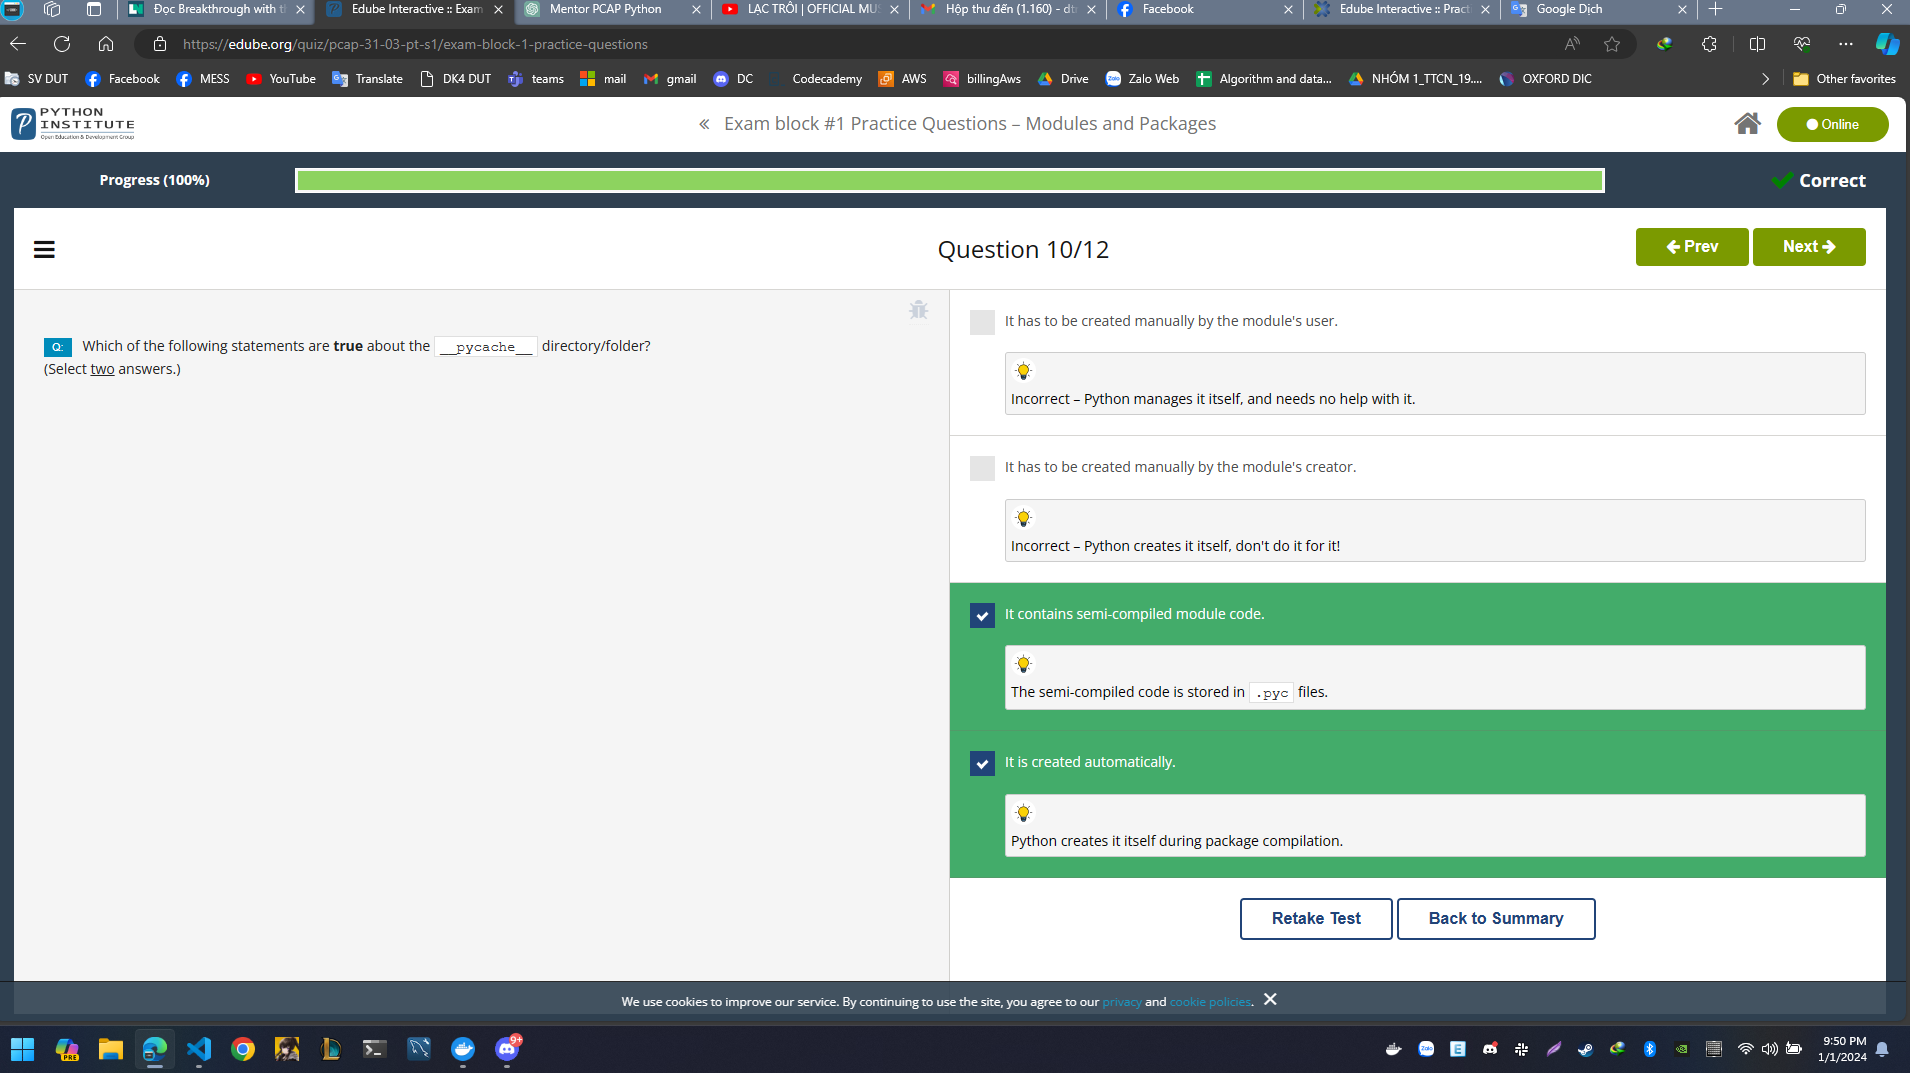 Đọc Breakthrough with t
Edube Interactive :: Exam
Mentor PCAP Python
LẠC TRÔI | OFFICIAL MU
Hộp thư đến (1.160) - dt
Facebook
Edube Interactive :: Pract
Google Dịch
https://edube.org/quiz/pcap-31-03-pt-s1/exam-block-1-practice-questions
SV DUT
Facebook
MESS
YouTube
Translate
DK4 DUT
teams
mail
gmail
DC
Codecademy
AWS
billingAws
Drive
Zalo Web
Algorithm and data...
NHÓM 1_TTCN_19....
OXFORD DIC
Other favorites
PYTHON
INSTITUTE
Open Education & Development Group
« Exam block #1 Practice Questions – Modules and Packages
Online
Progress (100%)
Correct
Question 10/12
Prev
Next
Q: Which of the following statements are true about the __pycache__ directory/folder?
(Select two answers.)
It has to be created manually by the module's user.
Incorrect – Python manages it itself, and needs no help with it.
It has to be created manually by the module's creator.
Incorrect – Python creates it itself, don't do it for it!
It contains semi-compiled module code.
The semi-compiled code is stored in .pyc files.
It is created automatically.
Python creates it itself during package compilation.
Retake Test
Back to Summary
We use cookies to improve our service. By continuing to use the site, you agree to our privacy and cookie policies.
PRE
9+
Zalo
9:50 PM
1/1/2024